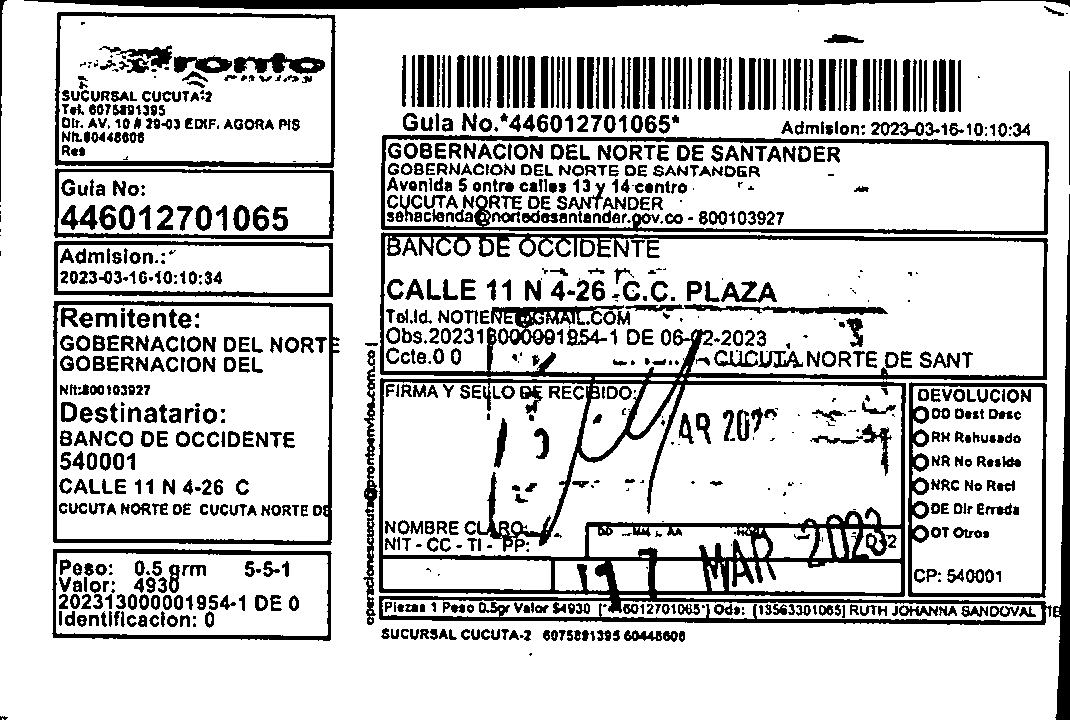 Pronto
envios
SUCURSAL CUCUTA-2
Tel. 6075891395
Dir. AV. 10 # 29-03 EDIF. AGORA PIS
Nit.60448606
Res
Guia No:
446012701065
Admision.:
2023-03-16-10:10:34
Remitente:
GOBERNACION DEL NORTE
GOBERNACION DEL
Nit:800103927
Destinatario:
BANCO DE OCCIDENTE
540001
CALLE 11 N 4-26 C
CUCUTA NORTE DE CUCUTA NORTE DE
Peso: 0.5 grm 5-5-1
Valor: 4930
2023130000001954-1 DE 0
Identificacion: 0
operacionescucuta@prontoenvios.com.co
Guia No.*446012701065*
Admision: 2023-03-16-10:10:34
GOBERNACION DEL NORTE DE SANTANDER
GOBERNACION DEL NORTE DE SANTANDER
Avenida 5 entre calles 13 y 14 centro
CUCUTA NORTE DE SANTANDER
sehacienda@nortedesantander.gov.co - 800103927
BANCO DE OCCIDENTE
CALLE 11 N 4-26 C.C. PLAZA
Tel.Id. NOTIENE@GMAIL.COM
1954-1 DE 06-02-2023
Ccte.0 0
CUCUTA NORTE DE SANT
FIRMA Y SELLO DE RECIBIDO:
NOMBRE CLARO:
NIT - CC - TI - PP:
DD MM AA HORA
17 MAR 2023
DEVOLUCION
DD Dest Desc
RH Rehusado
NR No Reside
NRC No Recl
DE Dir Errada
OT Otros
CP: 540001
Piezas 1 Peso 0.5gr Valor $4930 (*446012701065*) Ods: (13563301065) RUTH JOHANNA SANDOVAL
SUCURSAL CUCUTA-2 6075891395 60448606